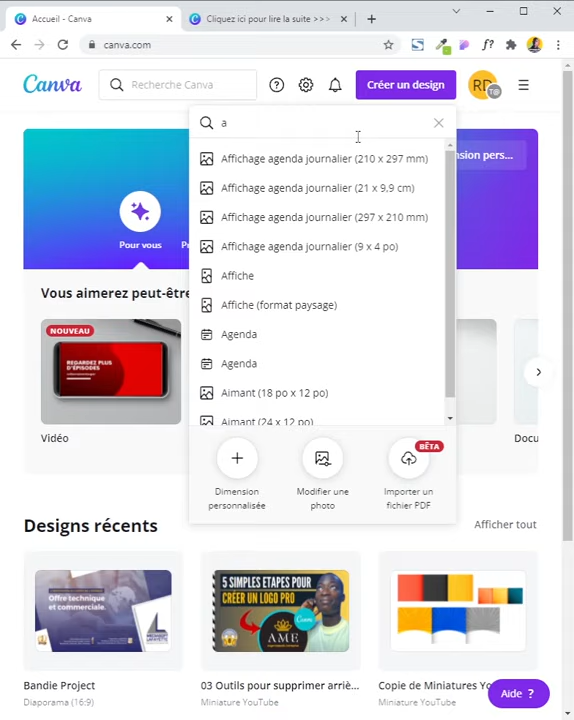 Accueil - Canva
Cliquez ici pour lire la suite >>>
canva.com
f?
Canva
Recherche Canva
Créer un design
RD
a
nsion pers...
Affichage agenda journalier (210 x 297 mm)
Affichage agenda journalier (21 x 9,9 cm)
Affichage agenda journalier (297 x 210 mm)
Affichage agenda journalier (9 x 4 po)
Affiche
Affiche (format paysage)
Agenda
Agenda
Aimant (18 po x 12 po)
Aimant (24 x 12 po)
Pour vous
Vous aimerez peut-être
NOUVEAU
REGARDEZ PLUS
D'ÉPISODES
Vidéo
Docu
BÊTA
Dimension
personnalisée
Modifier une
photo
Importer un
fichier PDF
Designs récents
Afficher tout
Offre technique
et commerciale.
5 SIMPLES ETAPES POUR
CRÉER UN LOGO PRO
Canva
AME
Bandie Project
Diaporama (16:9)
03 Outils pour supprimer arriè...
Miniature YouTube
Copie de Miniatures Yo
Miniature YouTube
Aide ?